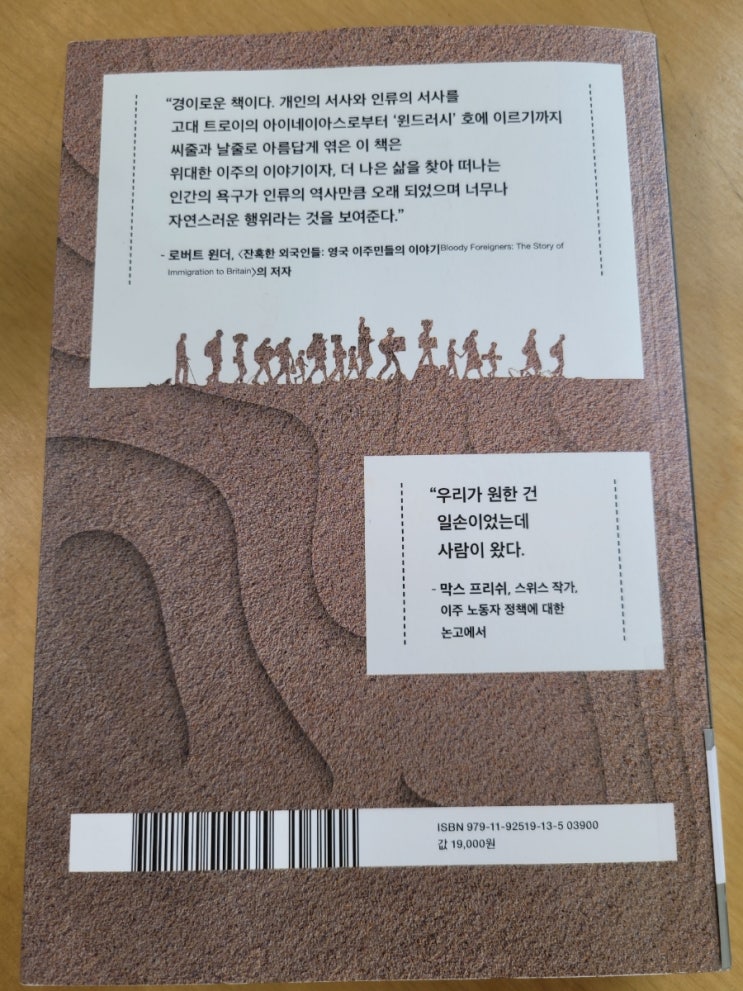 “경이로운 책이다. 개인의 서사와 인류의 서사를
고대 트로이의 아이네이아스로부터 ‘윈드러시’ 호에 이르기까지
씨줄과 날줄로 아름답게 엮은 이 책은
위대한 이주의 이야기이자, 더 나은 삶을 찾아 떠나는
인간의 욕구가 인류의 역사만큼 오래 되었으며 너무나
자연스러운 행위라는 것을 보여준다.”
- 로버트 윈더, 〈잔혹한 외국인들: 영국 이주민들의 이야기Bloody Foreigners: The Story of
Immigration to Britain〉의 저자
“우리가 원한 건
일손이었는데
사람이 왔다.
- 막스 프리쉬, 스위스 작가,
이주 노동자 정책에 대한
논고에서
ISBN 979-11-92519-13-5 03900
값 19,000원